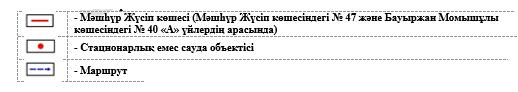 - Мәшһүр Жүсіп көшесі (Мәшһүр Жүсіп көшесіндегі № 47 және Бауыржан Момышұлы
көшесіндегі № 40 «А» үйлердің арасында)
- Стационарлық емес сауда объектісі
- Маршрут